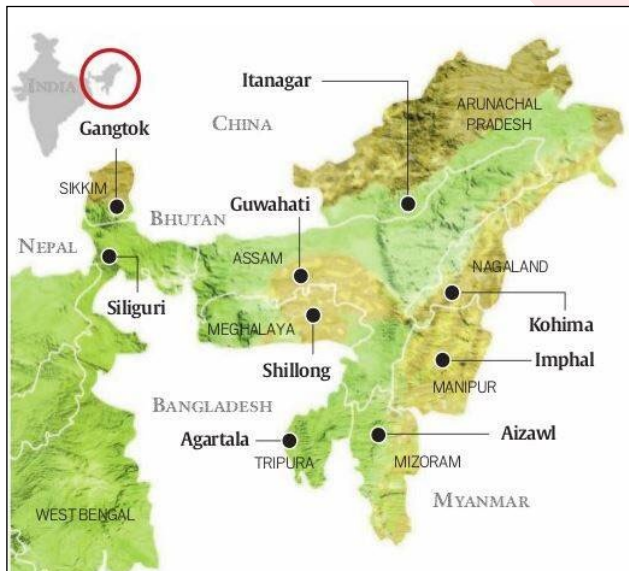 INDIA
Itanagar
ARUNACHAL
PRADESH
Gangtok
CHINA
SIKKIM
Guwahati
BHUTAN
NEPAL
ASSAM
NAGALAND
Siliguri
MEGHALAYA
Kohima
Shillong
Imphal
MANIPUR
BANGLADESH
Agartala
Aizawl
TRIPURA
MIZORAM
MYANMAR
WEST BENGAL